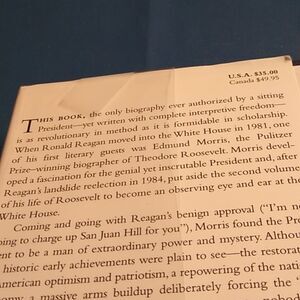 U.S.A. $35.00
Canada $49.95
THIS BOOK, the only biography ever authorized by a sitting
President—yet written with complete interpretive freedom—
is as revolutionary in method as it is formidable in scholarship.
When Ronald Reagan moved into the White House in 1981, one
of his first literary guests was Edmund Morris, the Pulitzer
Prize–winning biographer of Theodore Roosevelt. Morris devel-
oped a fascination for the genial yet inscrutable President and, after
Reagan's landslide reelection in 1984, put aside the second volume
of his life of Roosevelt to become an observing eye and ear at the
White House.
Coming and going with Reagan's benign approval ("I'm no
going to charge up San Juan Hill for you"), Morris found the Pr
ent to be a man of extraordinary power and mystery. Althou
historic early achievements were plain to see—the restorat
American optimism and patriotism, a repowering of the natio
omy, a massive arms buildup deliberately forcing the